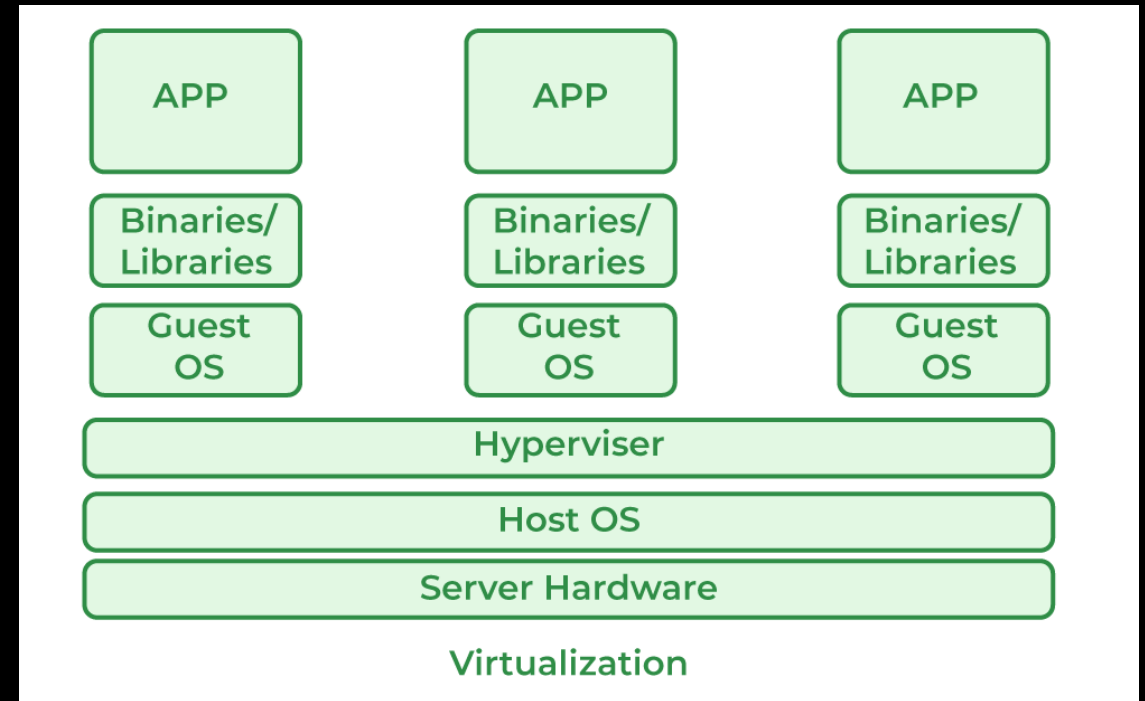 APP
APP
APP
Binaries/
Libraries
Binaries/
Libraries
Binaries/
Libraries
Guest
OS
Guest
OS
Guest
OS
Hyperviser
Host OS
Server Hardware
Virtualization